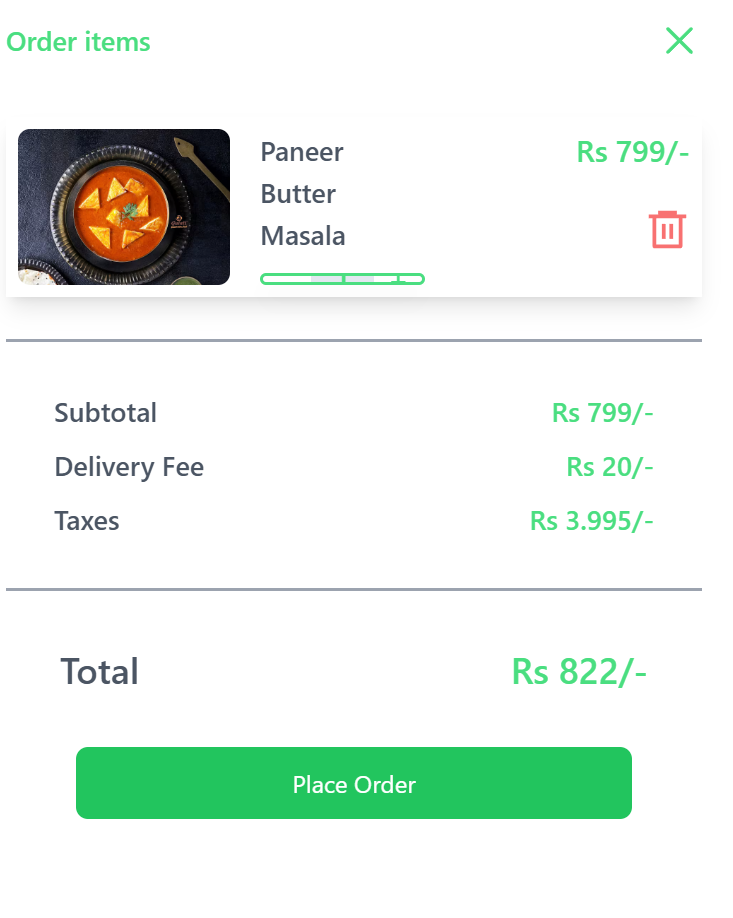 Order items
Paneer
Butter
Masala
Rs 799/-
Subtotal Rs 799/-
Delivery Fee Rs 20/-
Taxes Rs 3.995/-
Total Rs 822/-
Place Order